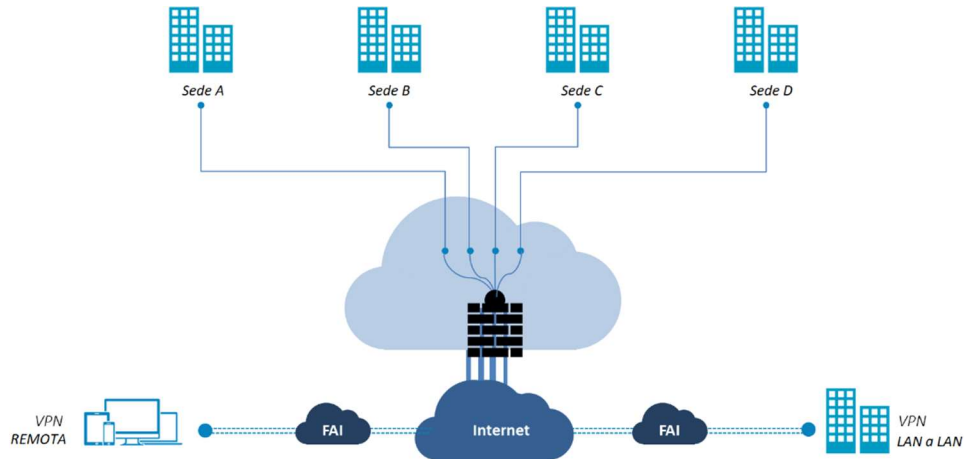 Sede A
Sede B
Sede C
Sede D
VPN
REMOTA
FAI
Internet
FAI
VPN
LAN a LAN